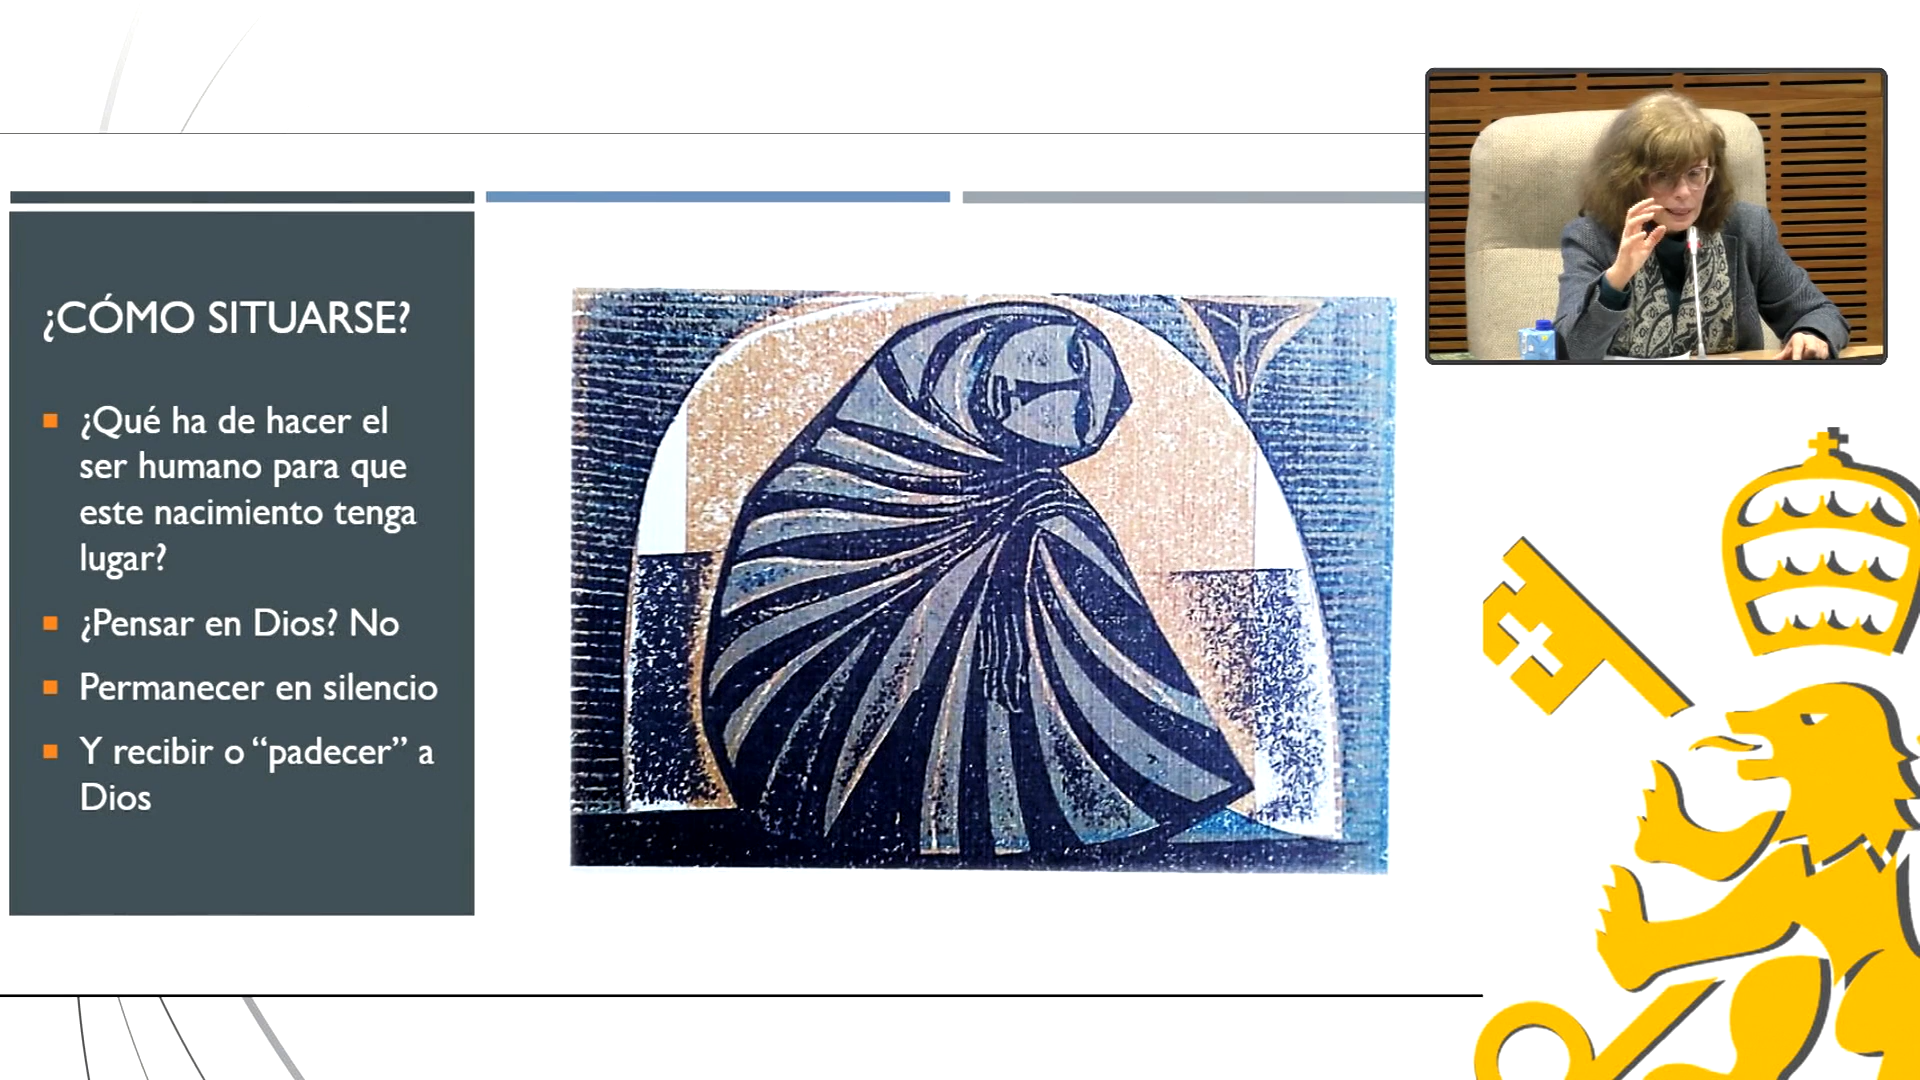 ¿CÓMO SITUARSE?
¿Qué ha de hacer el
ser humano para que
este nacimiento tenga
lugar?
¿Pensar en Dios? No
Permanecer en silencio
Y recibir o “padecer” a
Dios